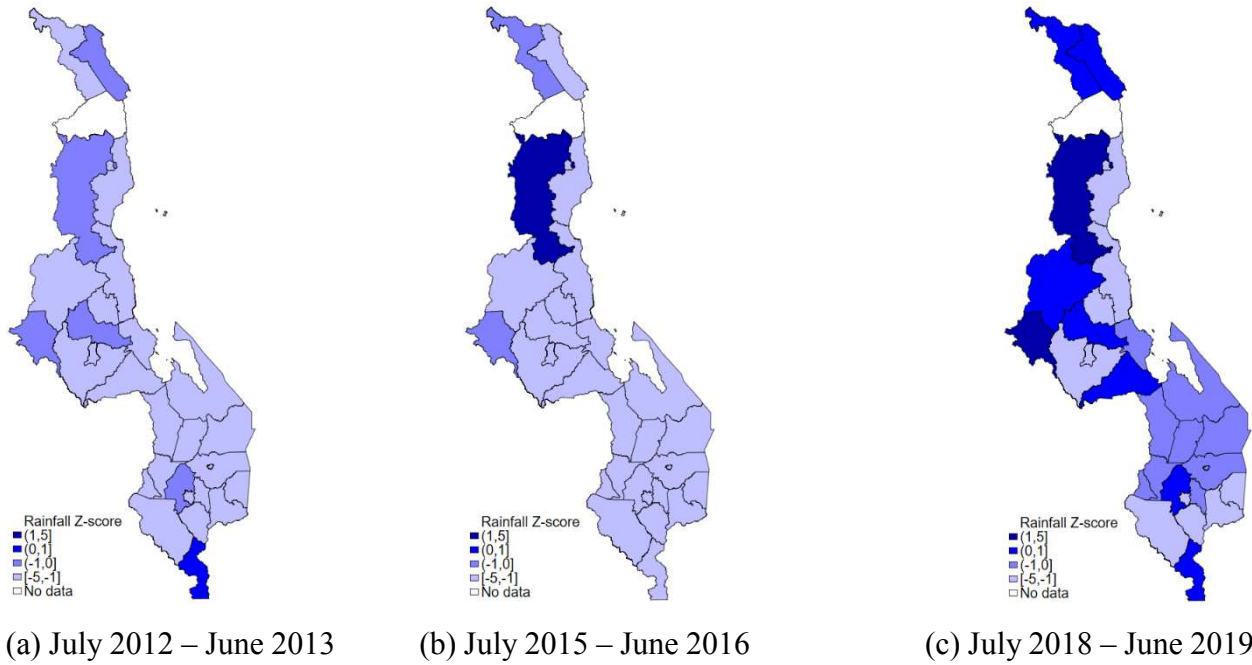 Rainfall Z-score
(1,5]
(0,1]
(-1,0]
[-5,-1]
No data
Rainfall Z-score
(1,5]
(0,1]
(-1,0]
[-5,-1]
No data
Rainfall Z-score
(1,5]
(0,1]
(-1,0]
[-5,-1]
No data
(a) July 2012 – June 2013
(b) July 2015 – June 2016
(c) July 2018 – June 2019